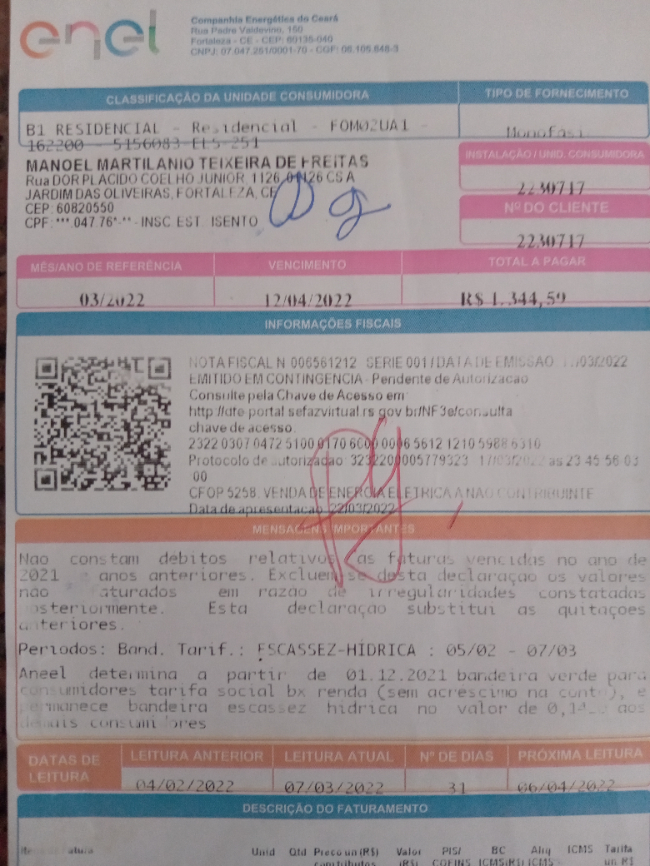 enel
Companhia Energética do Ceará
Rua Padre Valdevino, 150
Fortaleza - CE - CEP: 60135-040
CNPJ: 07.047.251/0001-70 - CGF: 06.105.848-3
CLASSIFICAÇÃO DA UNIDADE CONSUMIDORA
TIPO DE FORNECIMENTO
B1 RESIDENCIAL - Residencial - FOMO2UA1 -
162200 - 5156083
Monofasi
MANOEL MARTILANIO TEIXEIRA DE FREITAS
Rua DOR PLACIDO COELHO JUNIOR, 1126, 01126 CS A
JARDIM DAS OLIVEIRAS, FORTALEZA, CE
CEP: 60820550
CPF: ***.047.76*-** - INSC EST: ISENTO
INSTALAÇÃO / UNID. CONSUMIDORA
2230717
Nº DO CLIENTE
2230717
MÊS/ANO DE REFERÊNCIA
VENCIMENTO
TOTAL A PAGAR
03/2022
12/04/2022
R$ 1.344,59
INFORMAÇÕES FISCAIS
NOTA FISCAL N 006561212 SERIE 001 / DATA DE EMISSAO: 17/03/2022
EMITIDO EM CONTINGENCIA - Pendente de Autorizacao
Consulte pela Chave de Acesso em:
http://dfe-portal.sefazvirtual.rs.gov.br/NF3e/consulta
chave de acesso:
2322 0307 0472 5100 0170 6600 0006 5612 1210 5988 6310
Protocolo de autorizacao: 3232200005779323 17/03/2022 as 23 45 56 03
00
CFOP 5258: VENDA DE ENERGIA ELETRICA A NAO CONTRIBUINTE
Data de apresentacao: 22/03/2022
MENSAGENS IMPORTANTES
Nao constam debitos relativos as faturas vencidas no ano de
2021 e anos anteriores. Excluem se desta declaraçao os valores
nao faturados em razao de irregularidades constatadas
posteriormente. Esta declaração substitui as quitaçoes
anteriores.
Periodos: Band. Tarif.: ESCASSEZ-HÍDRICA : 05/02 - 07/03
Aneel determina a partir de 01.12.2021 bandeira verde para
consumidores tarifa social bx renda (sem acrescimo na conta), e
permanece bandeira escassez hidrica no valor de 0,14 aos
demais consumidores
DATAS DE
LEITURA
LEITURA ANTERIOR
LEITURA ATUAL
N° DE DIAS
PRÓXIMA LEITURA
04/02/2022
07/03/2022
31
06/04/2022
DESCRIÇÃO DO FATURAMENTO
Unid Qtd Preco un (R$) Valor PIS/ BC Aliq ICMS Tarifa
(R$) COFINS ICMS(R$) ICMS un R$